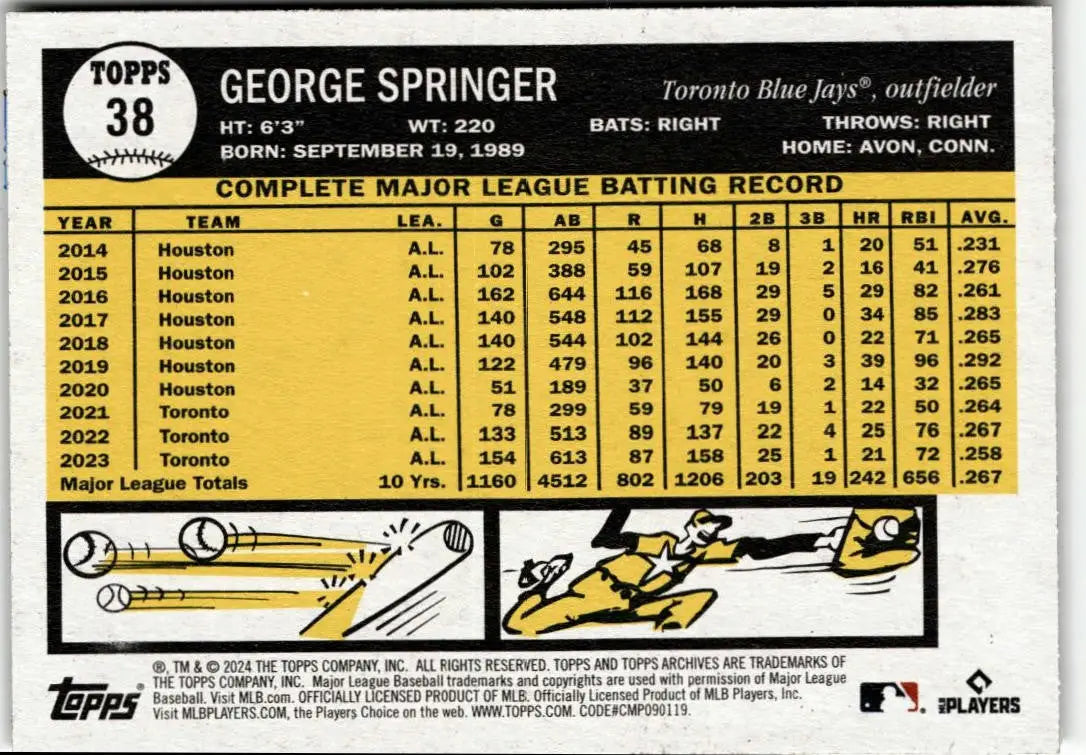 TOPPS
38
GEORGE SPRINGER
Toronto Blue Jays®, outfielder
HT: 6'3" WT: 220 BATS: RIGHT THROWS: RIGHT
BORN: SEPTEMBER 19, 1989 HOME: AVON, CONN.
COMPLETE MAJOR LEAGUE BATTING RECORD
YEAR TEAM LEA. G AB R H 2B 3B HR RBI AVG.
2014 Houston A.L. 78 295 45 68 8 1 20 51 .231
2015 Houston A.L. 102 388 59 107 19 2 16 41 .276
2016 Houston A.L. 162 644 116 168 29 5 29 82 .261
2017 Houston A.L. 140 548 112 155 29 0 34 85 .283
2018 Houston A.L. 140 544 102 144 26 0 22 71 .265
2019 Houston A.L. 122 479 96 140 20 3 39 96 .292
2020 Houston A.L. 51 189 37 50 6 2 14 32 .265
2021 Toronto A.L. 78 299 59 79 19 1 22 50 .264
2022 Toronto A.L. 133 513 89 137 22 4 25 76 .267
2023 Toronto A.L. 154 613 87 158 25 1 21 72 .258
Major League Totals 10 Yrs. 1160 4512 802 1206 203 19 242 656 .267
®, TM & © 2024 THE TOPPS COMPANY, INC. ALL RIGHTS RESERVED. TOPPS AND TOPPS ARCHIVES ARE TRADEMARKS OF
THE TOPPS COMPANY, INC. Major League Baseball trademarks and copyrights are used with permission of Major League
Baseball. Visit MLB.com. OFFICIALLY LICENSED PRODUCT OF MLB. Officially Licensed Product of MLB Players, Inc.
Visit MLBPLAYERS.COM, the Players Choice on the web. WWW.TOPPS.COM. CODE#CMP090119.
TOPPS®
MLB PLAYERS